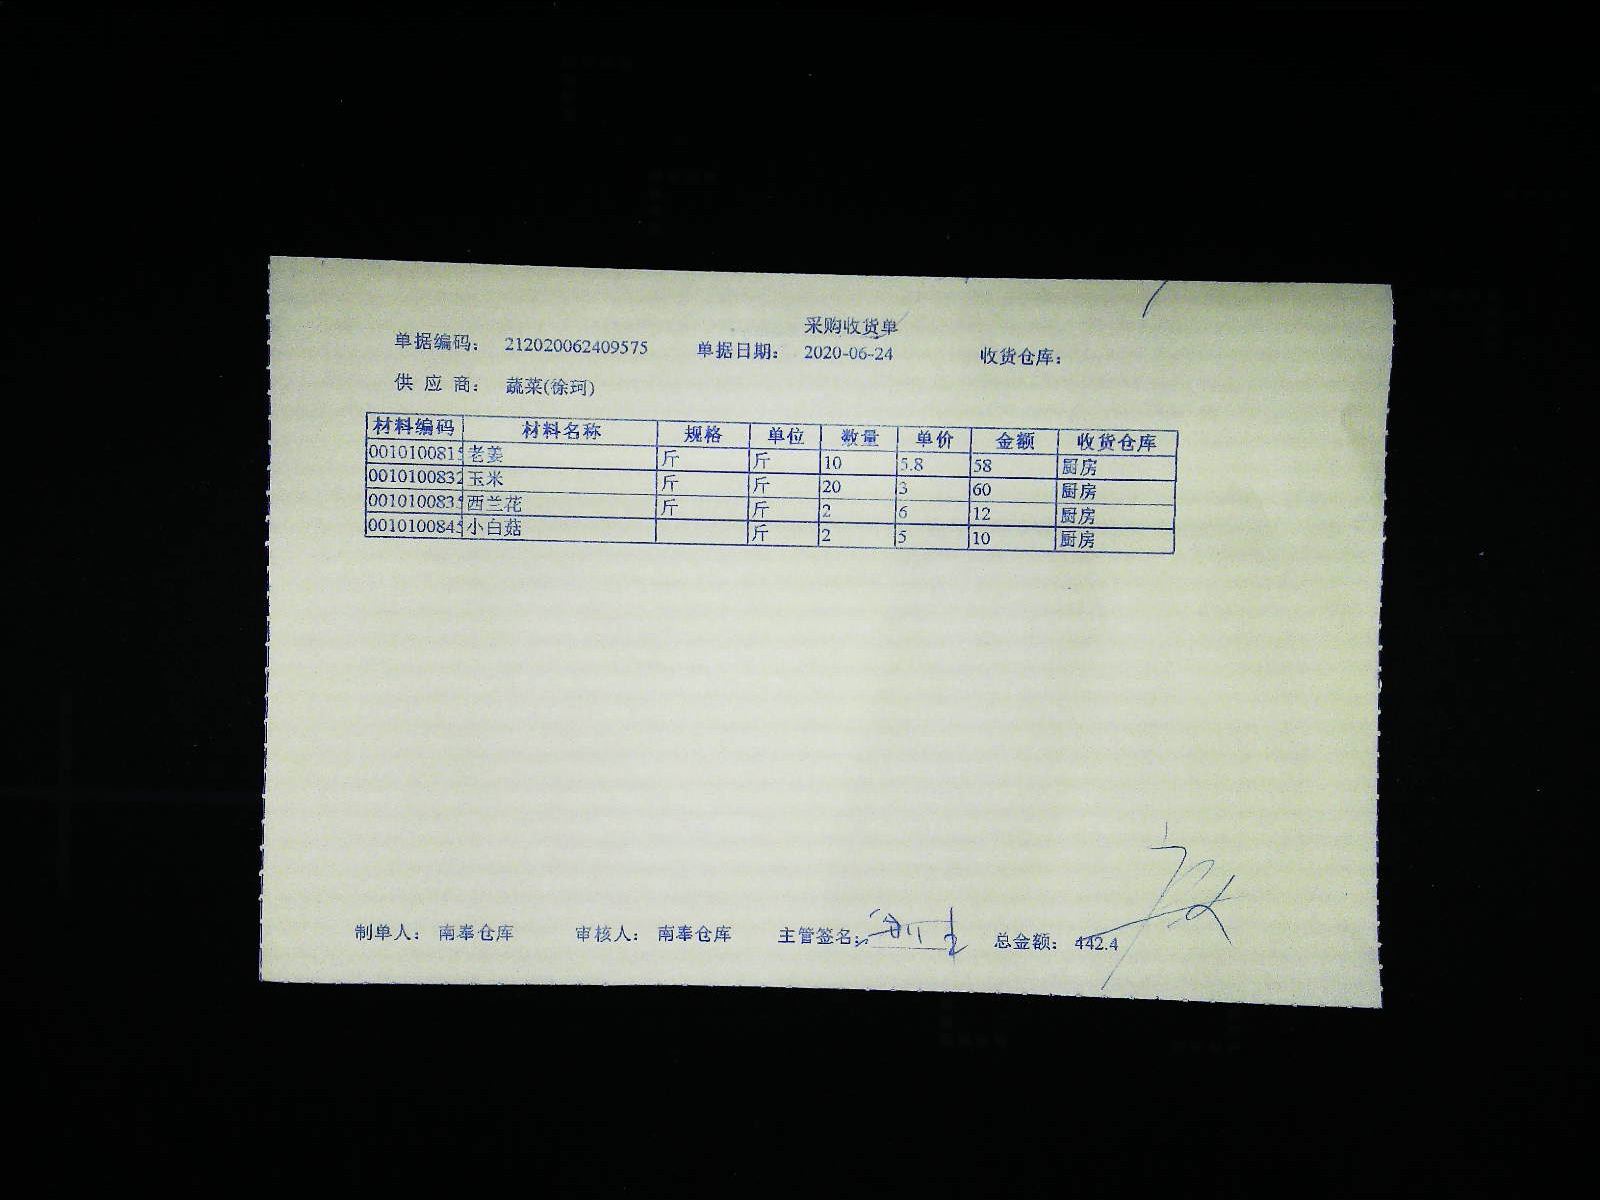 采购收货单
单据编码: 212020062409575 单据日期: 2020-06-24 收货仓库:
供 应 商: 蔬菜(徐珂)
材料编码 材料名称 规格 单位 数量 单价 金额 收货仓库
001010081 老姜 斤 斤 10 5.8 58 厨房
001010083 玉米 斤 斤 20 3 60 厨房
001010083 西兰花 斤 斤 2 6 12 厨房
001010084 小白菇 斤 2 5 10 厨房
制单人: 南奉仓库 审核人: 南奉仓库 主管签名: 总金额: 442.4